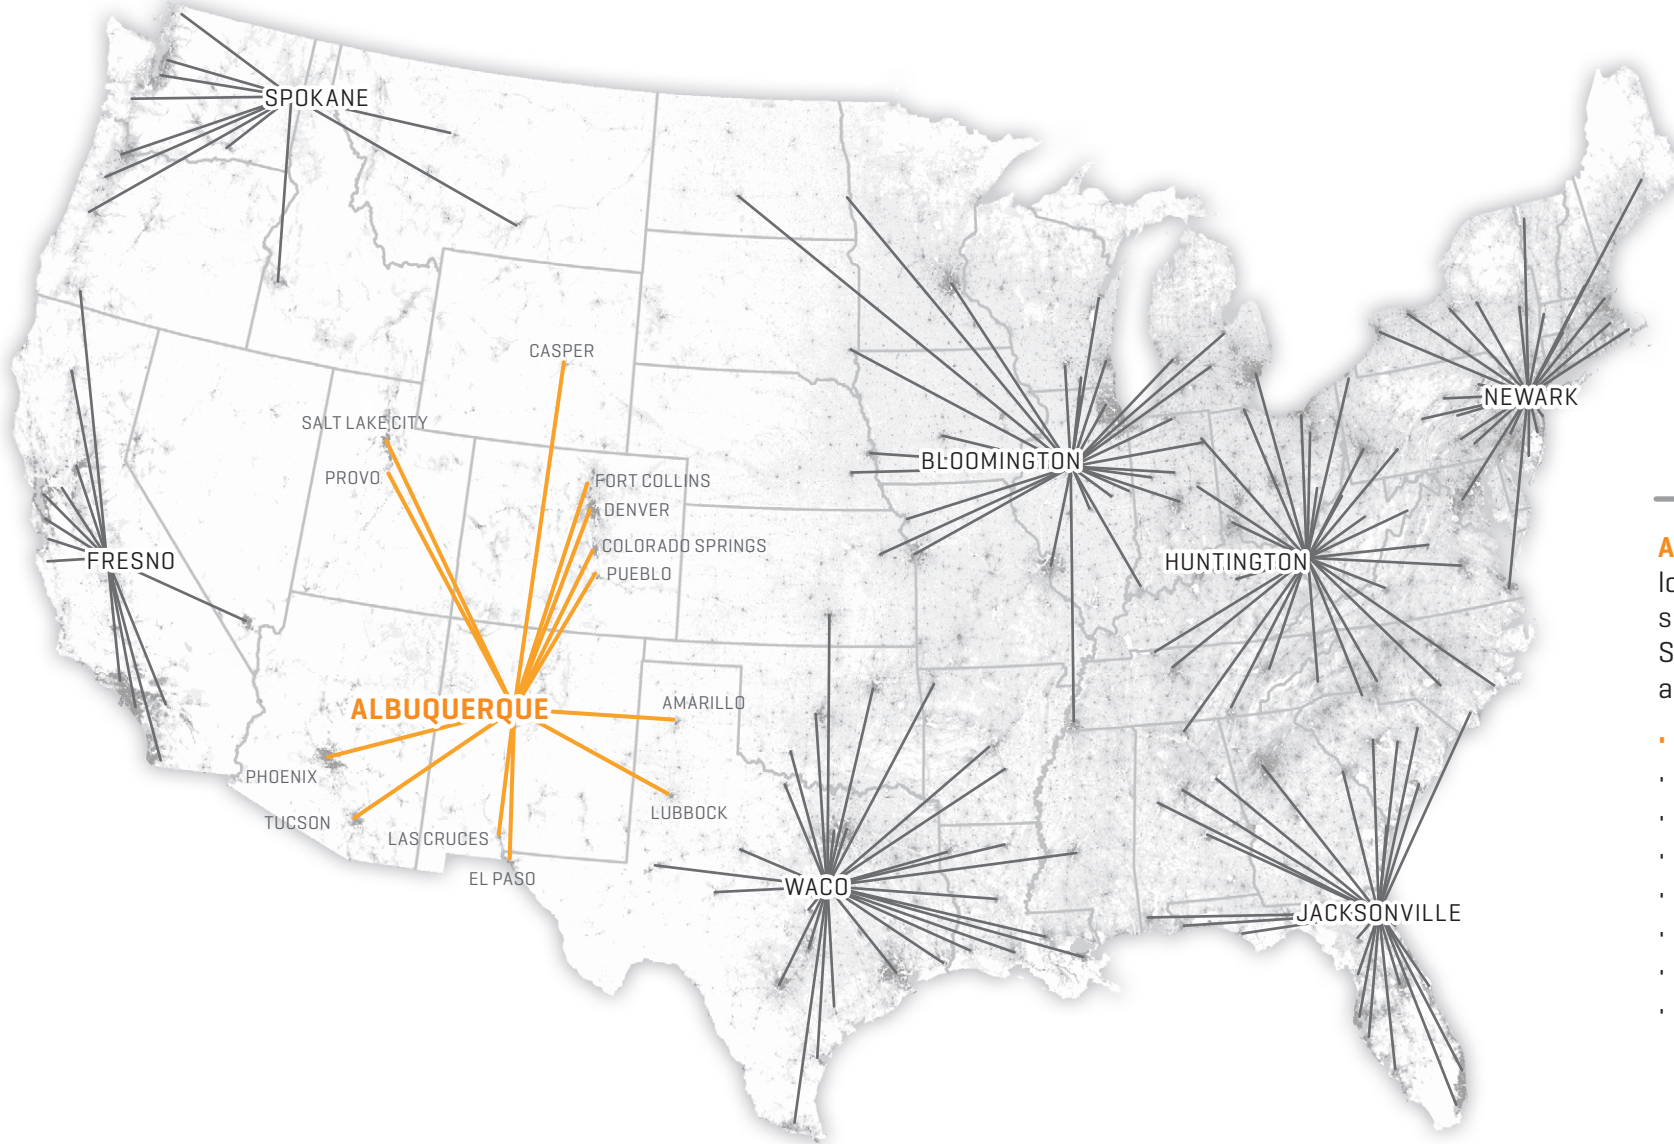 SPOKANE
CASPER
SALT LAKE CITY
NEWARK
BLOOMINGTON
PROVO
FORT COLLINS
DENVER
COLORADO SPRINGS
FRESNO
HUNTINGTON
PUEBLO
AMARILLO
ALBUQUERQUE
PHOENIX
LUBBOCK
TUCSON
LAS CRUCES
EL PASO
WACO
JACKSONVILLE
A
lo
s
S
a